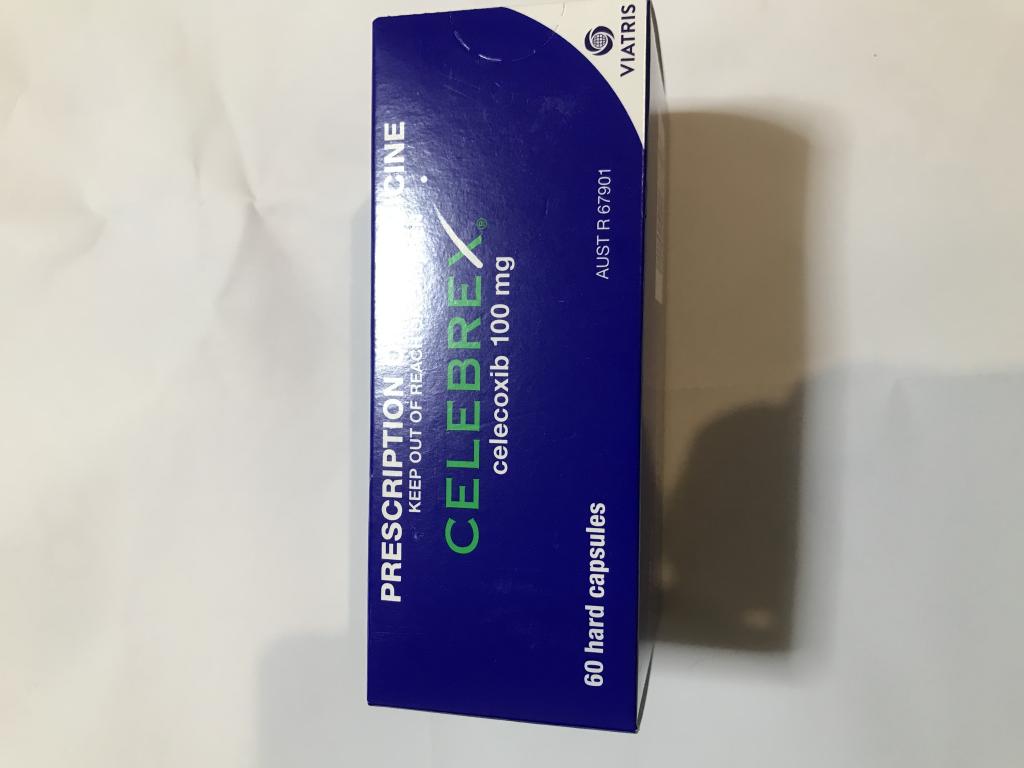 PRESCRIPTION
KEEP OUT OF
CELEBREX®
celecoxib 100 mg
60 hard capsules
AUST R 67901
VIATRIS